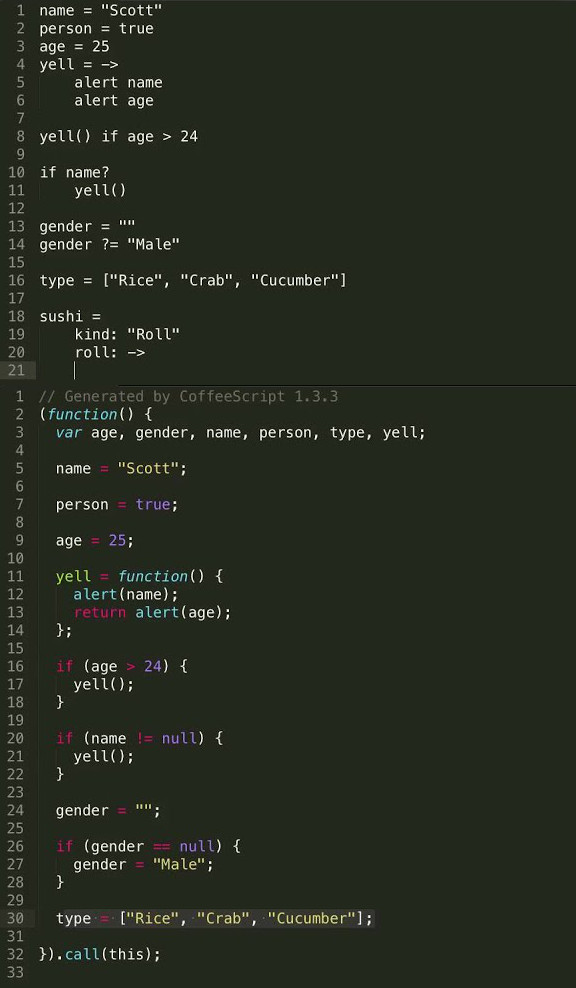 1 name = "Scott"
2 person = true
3 age = 25
4 yell = ->
5     alert name
6     alert age
7
8 yell() if age > 24
9
10 if name?
11     yell()
12
13 gender = ""
14 gender ?= "Male"
15
16 type = ["Rice", "Crab", "Cucumber"]
17
18 sushi =
19     kind: "Roll"
20     roll: ->
21
1 // Generated by CoffeeScript 1.3.3
2 (function() {
3   var age, gender, name, person, type, yell;
4
5   name = "Scott";
6
7   person = true;
8
9   age = 25;
10
11   yell = function() {
12     alert(name);
13     return alert(age);
14   };
15
16   if (age > 24) {
17     yell();
18   }
19
20   if (name != null) {
21     yell();
22   }
23
24   gender = "";
25
26   if (gender == null) {
27     gender = "Male";
28   }
29
30   type = ["Rice", "Crab", "Cucumber"];
31
32 }).call(this);
33